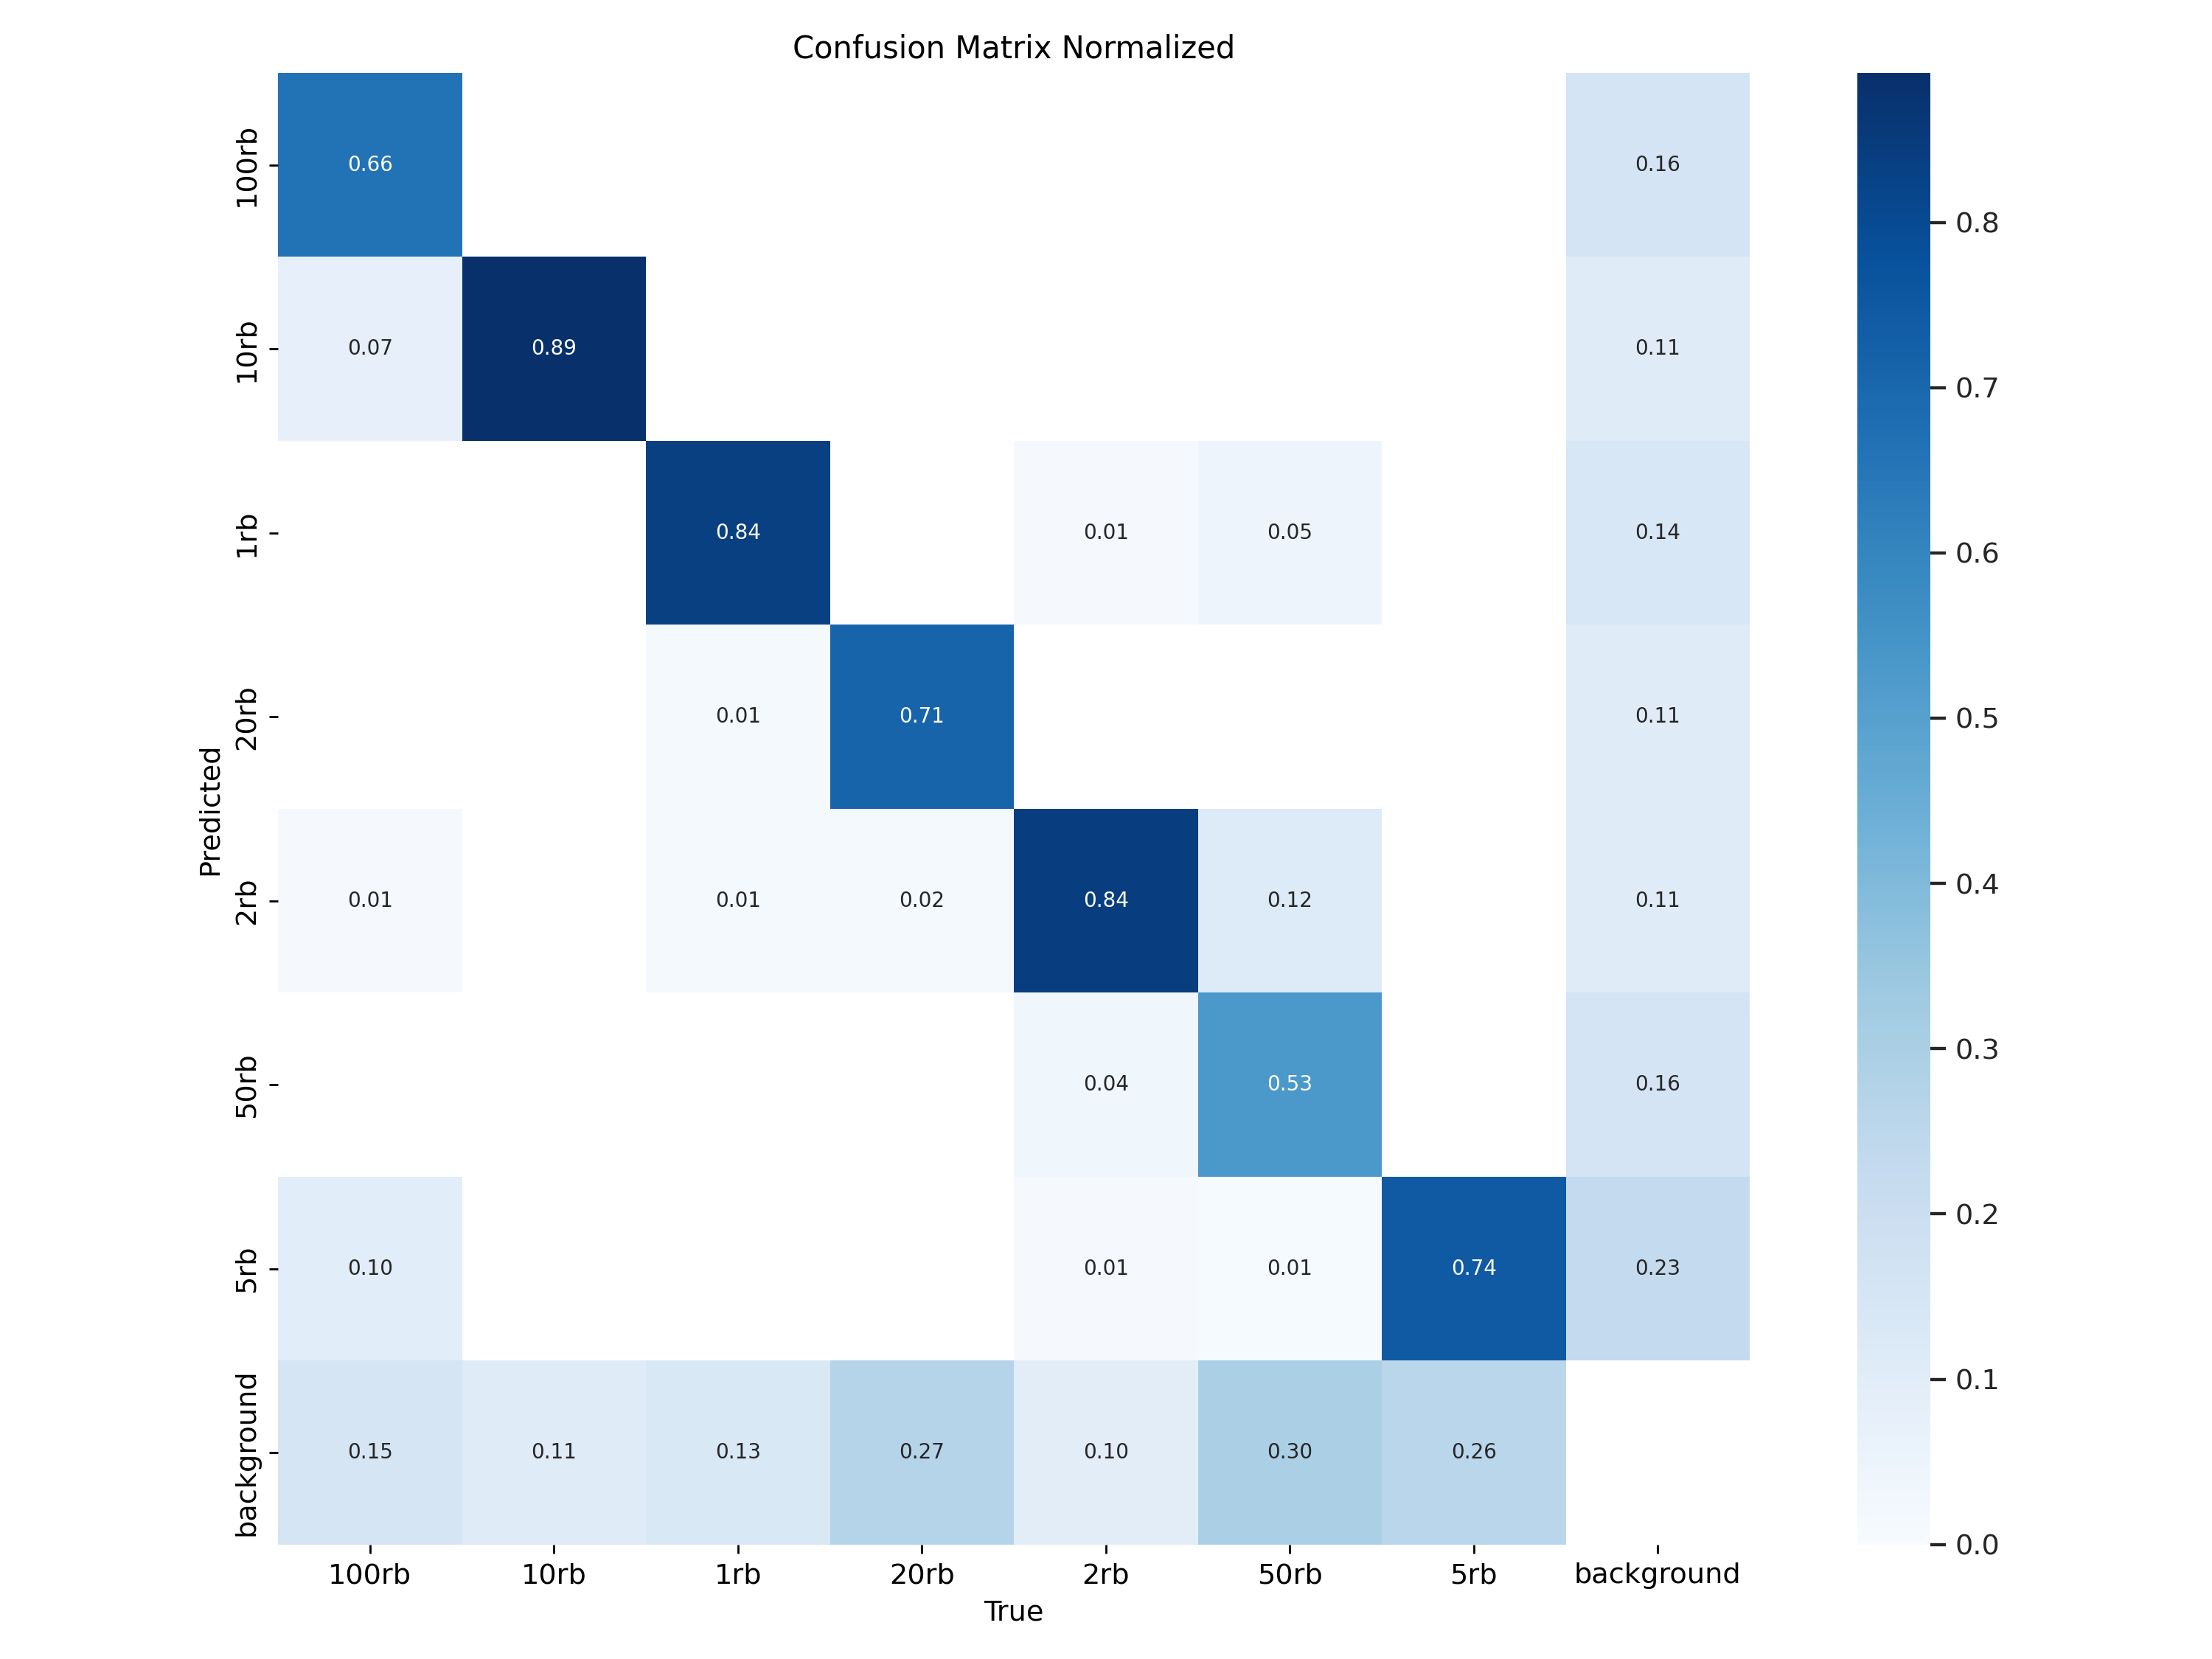 Confusion Matrix Normalized
Predicted
100rb 0.66 0.16
10rb 0.07 0.89 0.11
1rb 0.84 0.01 0.05 0.14
20rb 0.01 0.71 0.11
2rb 0.01 0.01 0.02 0.84 0.12 0.11
50rb 0.04 0.53 0.16
5rb 0.10 0.01 0.01 0.74 0.23
background 0.15 0.11 0.13 0.27 0.10 0.30 0.26
100rb 10rb 1rb 20rb 2rb 50rb 5rb background
True
0.8
0.7
0.6
0.5
0.4
0.3
0.2
0.1
0.0